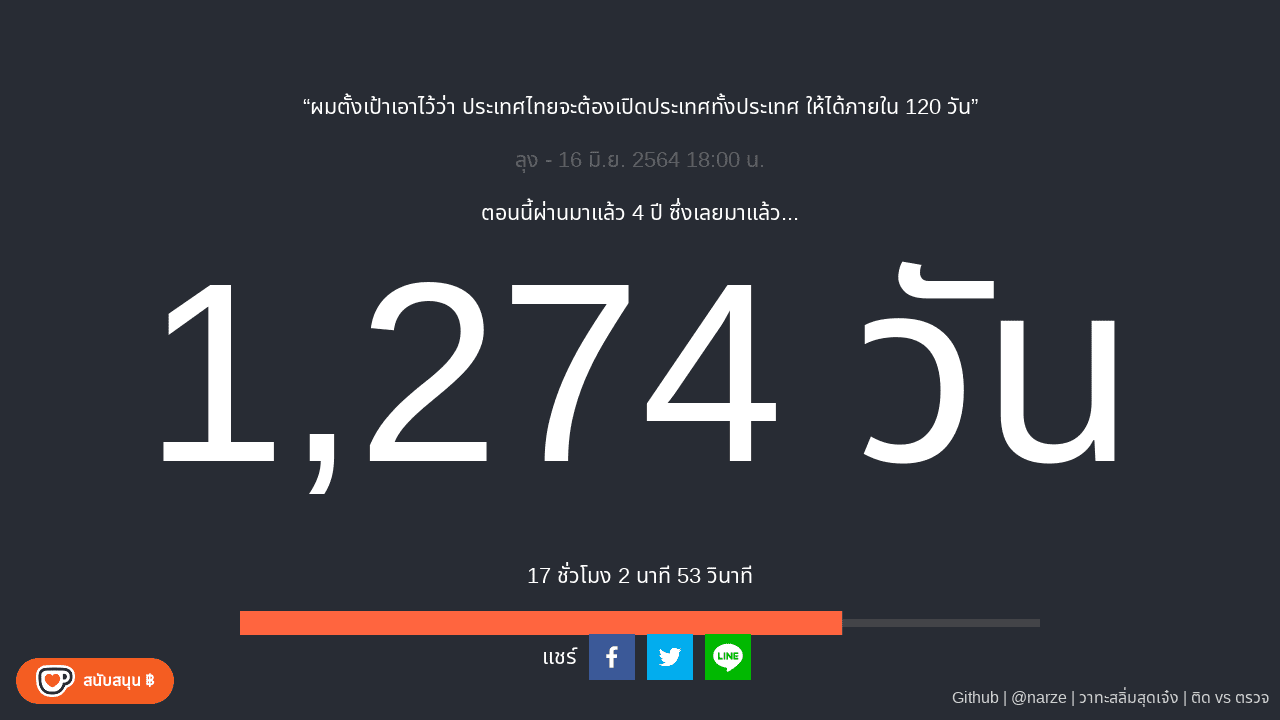 “ผมตั้งเป้าเอาไว้ว่า ประเทศไทยจะต้องเปิดประเทศทั้งประเทศ ให้ได้ภายใน 120 วัน”
ลุง - 16 มิ.ย. 2564 18:00 น.
ตอนนี้ผ่านมาแล้ว 4 ปี ซึ่งเลยมาแล้ว...
1,274 วัน
17 ชั่วโมง 2 นาที 53 วินาที
แชร์
LINE
สนับสนุน ฿
Github | @narze | วาทะสลิ่มสุดเจ๋ง | ติด vs ตรวจ